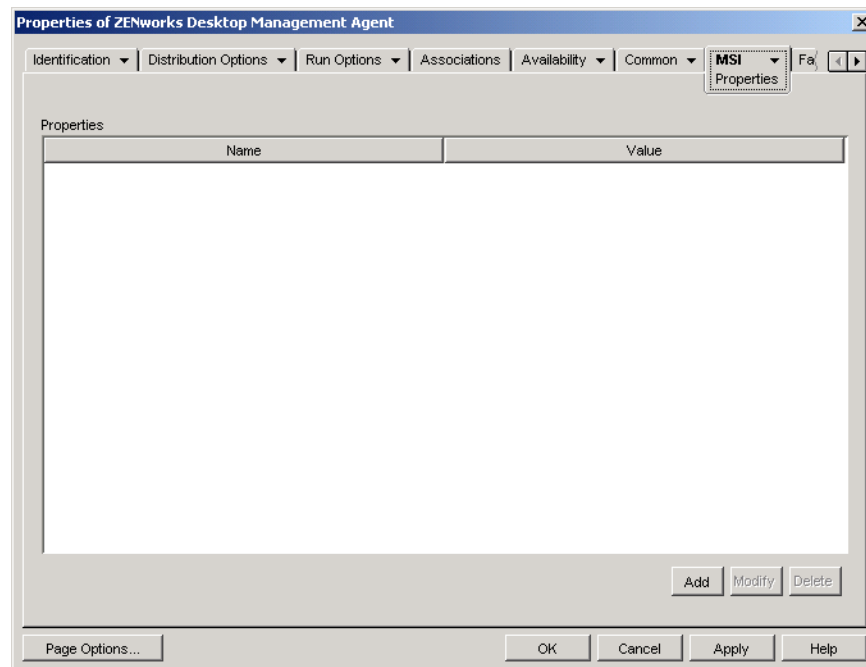 Properties of ZENworks Desktop Management Agent
Identification Distribution Options Run Options Associations Availability Common MSI
Properties
Properties
Name Value
Add Modify Delete
Page Options... OK Cancel Apply Help